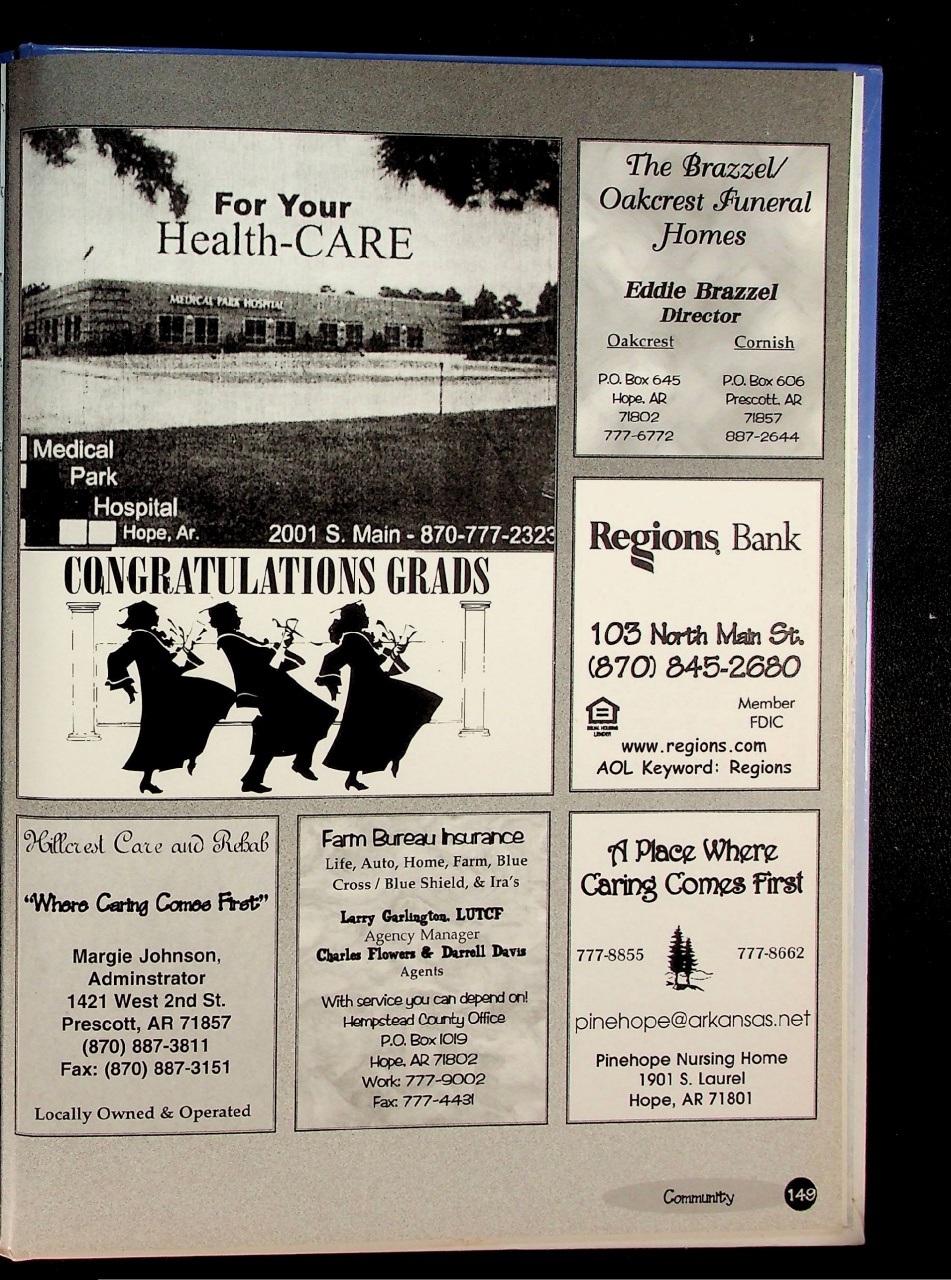 For Your
Health-CARE
MEDICAL PARK HOSPITAL
Medical
Park
Hospital
Hope, Ar.
2001 S. Main - 870-777-2323
CONGRATULATIONS GRADS
The Brazzel/
Oakcrest Funeral
Homes
Eddie Brazzel
Director
Oakcrest
P.O. Box 645
Hope, AR
71802
777-6772
Cornish
P.O. Box 606
Prescott, AR
71857
887-2644
Regions Bank
103 North Main St.
(870) 845-2680
EQUAL HOUSING
LENDER
Member
FDIC
www.regions.com
AOL Keyword: Regions
Hillcrest Care and Rehab
“Where Caring Comes First”
Margie Johnson,
Adminstrator
1421 West 2nd St.
Prescott, AR 71857
(870) 887-3811
Fax: (870) 887-3151
Locally Owned & Operated
Farm Bureau Insurance
Life, Auto, Home, Farm, Blue
Cross / Blue Shield, & Ira's
Larry Garlington, LUTCF
Agency Manager
Charles Flowers & Darrell Davis
Agents
With service you can depend on!
Hempstead County Office
P.O. Box 1019
Hope, AR 71802
Work: 777-9002
Fax: 777-4431
A Place Where
Caring Comes First
777-8855
777-8662
pinehope@arkansas.net
Pinehope Nursing Home
1901 S. Laurel
Hope, AR 71801
Community 149